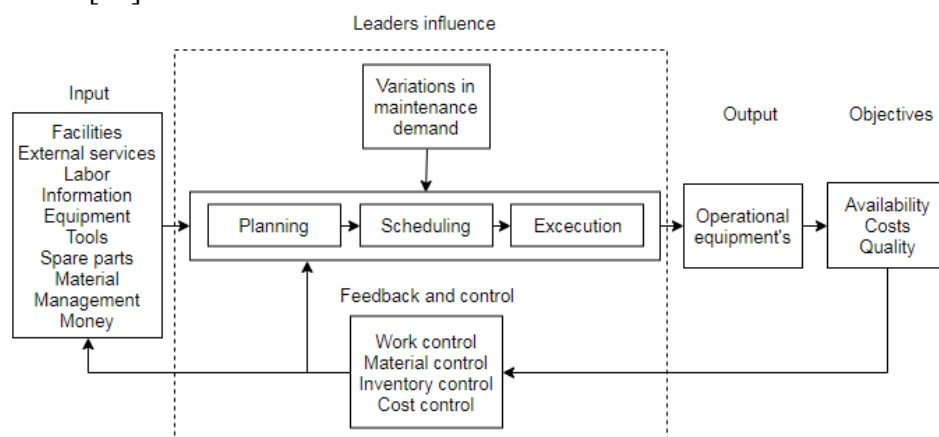 Leaders influence
Variations in
maintenance
demand
Input
Facilities
External services
Labor
Information
Equipment
Tools
Spare parts
Material
Management
Money
Planning
Scheduling
Excecution
Output
Operational
equipment's
Objectives
Availability
Costs
Quality
Feedback and control
Work control
Material control
Inventory control
Cost control